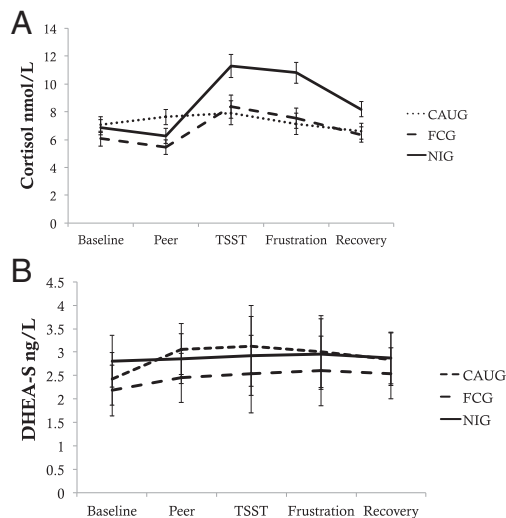 A
Cortisol nmol/L
14
12
10
8
6
4
2
0
Baseline Peer TSST Frustration Recovery
CAUG
FCG
NIG
B
DHEA-S ng/L
4.5
4
3.5
3
2.5
2
1.5
1
0.5
0
Baseline Peer TSST Frustration Recovery
CAUG
FCG
NIG